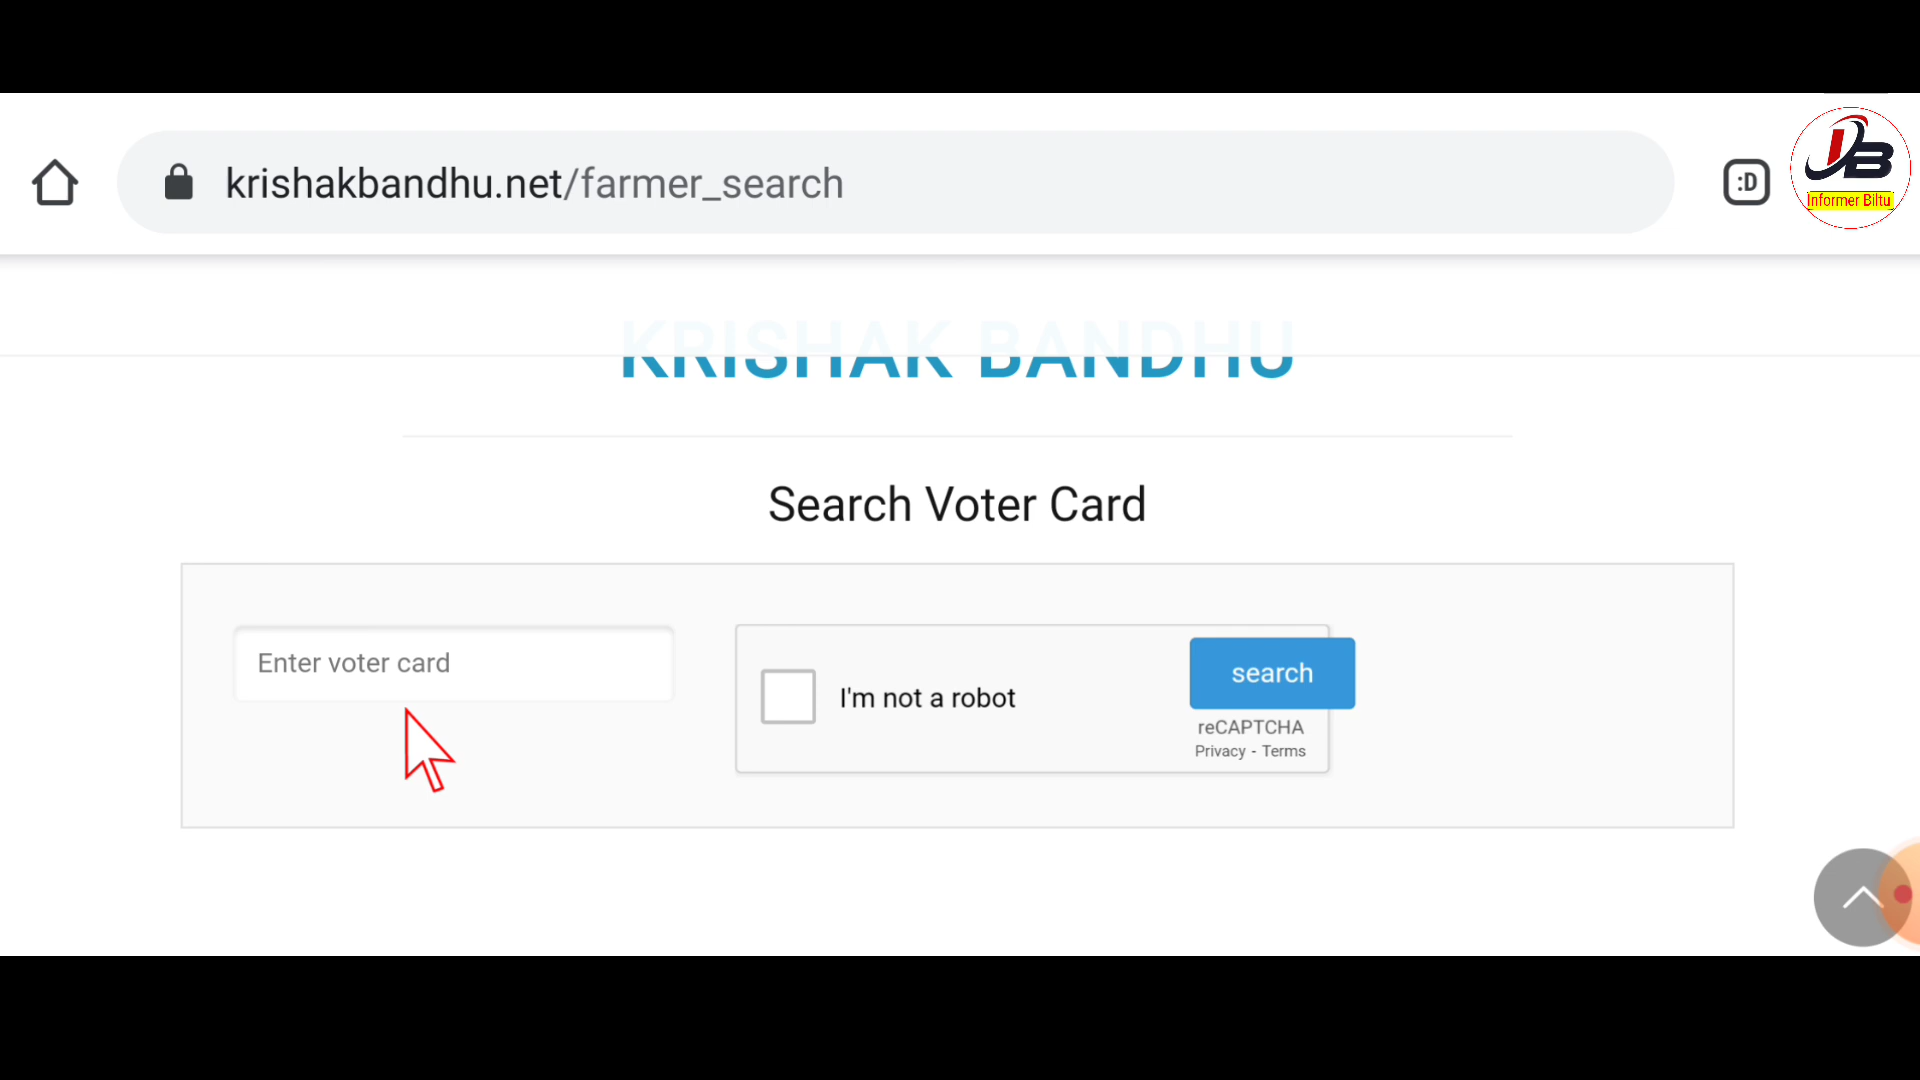 krishakbandhu.net/farmer_search
:D
JB
Informer Biltu
KRISHAK BANDHU
Search Voter Card
Enter voter card
I'm not a robot
search
reCAPTCHA
Privacy - Terms